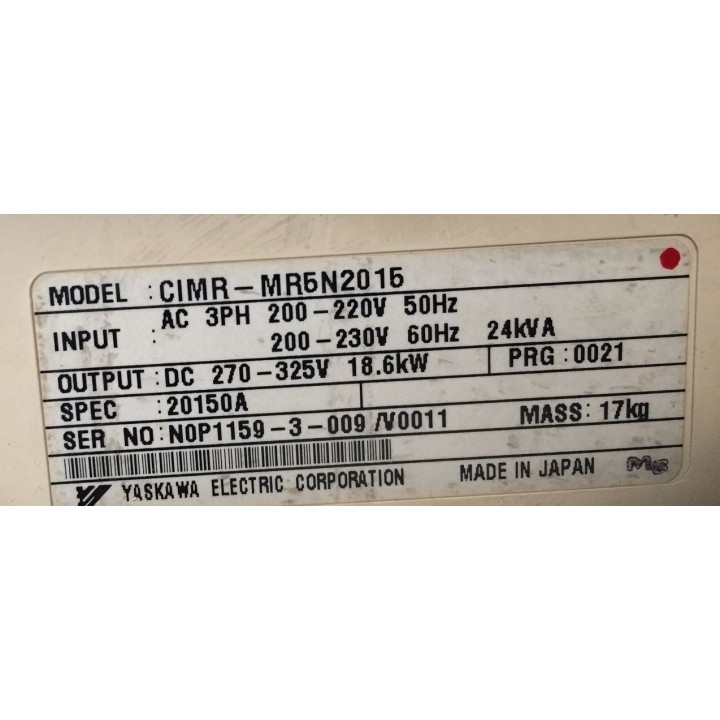 MODEL : CIMR-MR5N2015
INPUT : AC 3PH 200-220V 50Hz
200-230V 60Hz 24kVA
OUTPUT : DC 270-325V 18.6kW PRG : 0021
SPEC : 20150A
SER NO : N0P1159-3-009 /V0011 MASS : 17kg
YASKAWA ELECTRIC CORPORATION MADE IN JAPAN